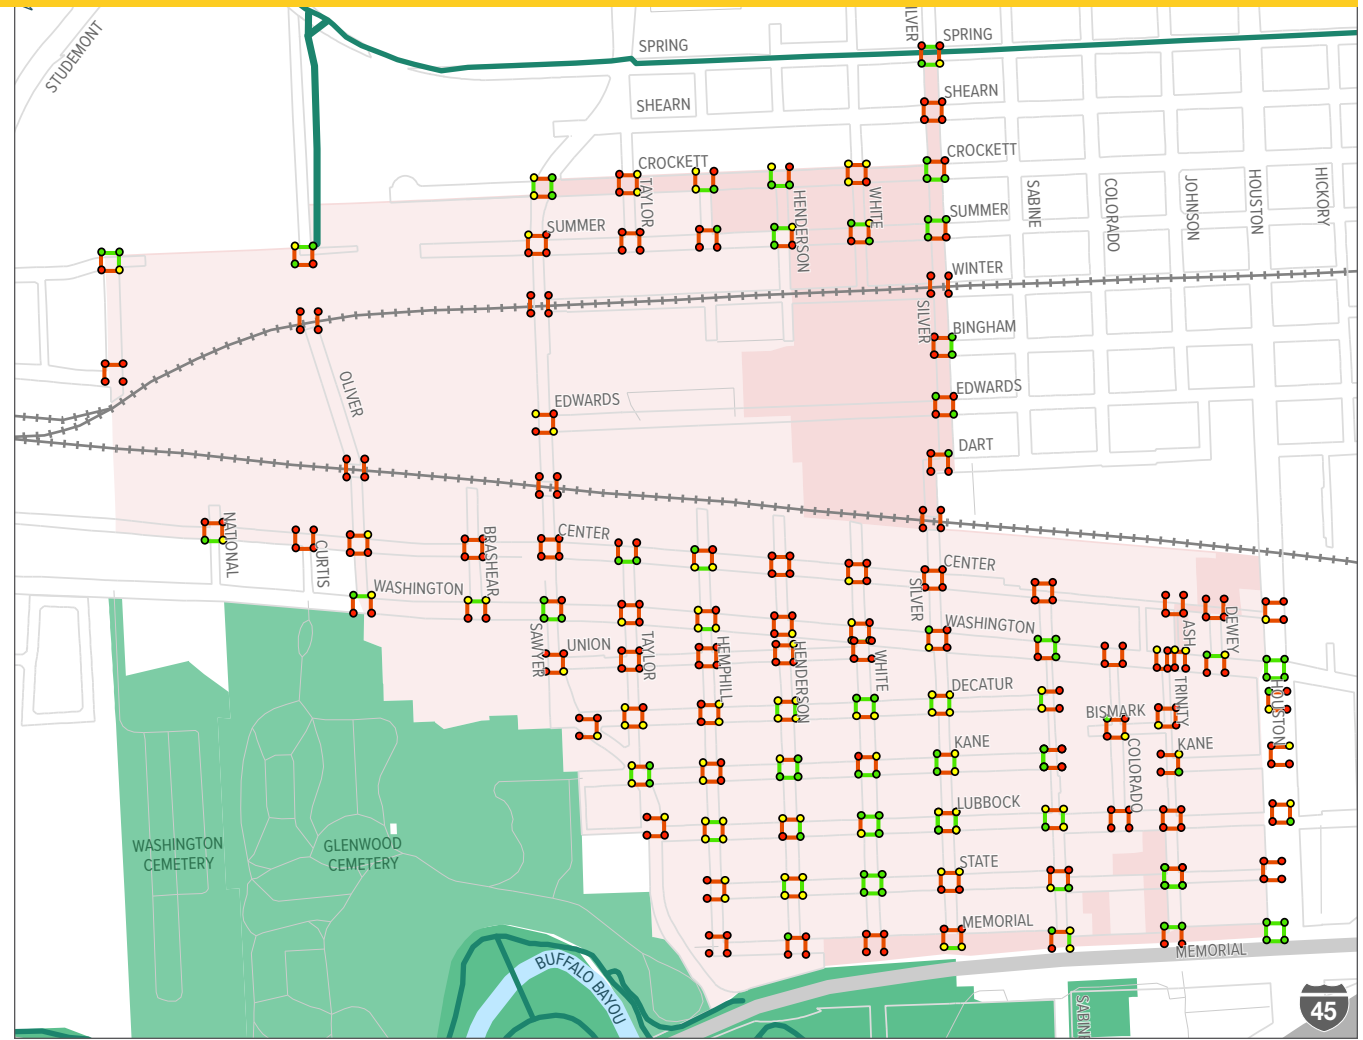 STUDEMONT
SPRING
SILVER
SPRING
SHEARN
SHEARN
CROCKETT
CROCKETT
TAYLOR
HENDERSON
WHITE
SABINE
COLORADO
JOHNSON
HOUSTON
HICKORY
SUMMER
SUMMER
WINTER
SILVER
BINGHAM
OLIVER
EDWARDS
EDWARDS
DART
NATIONAL
CURTIS
BRASHEAR
CENTER
CENTER
WASHINGTON
SILVER
WASHINGTON
SAWYER
UNION
TAYLOR
HEMPHILL
HENDERSON
WHITE
ASH
DEWEY
DECATUR
TRINITY
HOUSTON
BISMARK
KANE
COLORADO
KANE
LUBBOCK
WASHINGTON
CEMETERY
GLENWOOD
CEMETERY
STATE
MEMORIAL
MEMORIAL
BUFFALO BAYOU
SABINE
45